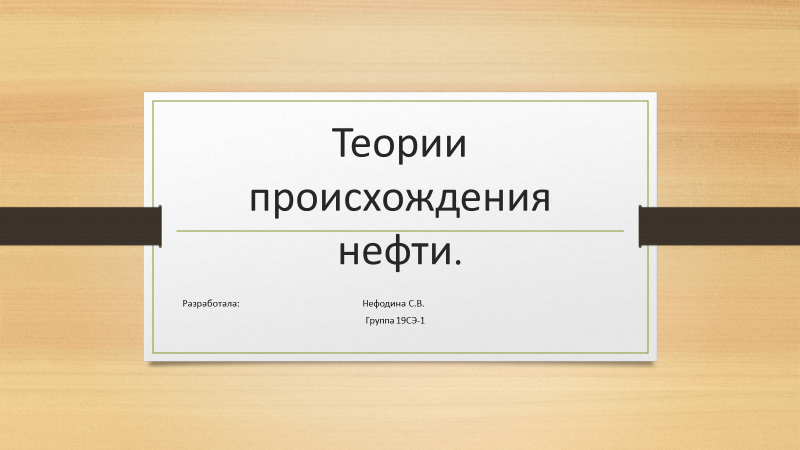 Теории
происхождения
нефти.
Разработала: Нефодина С.В.
Группа 19СЭ-1